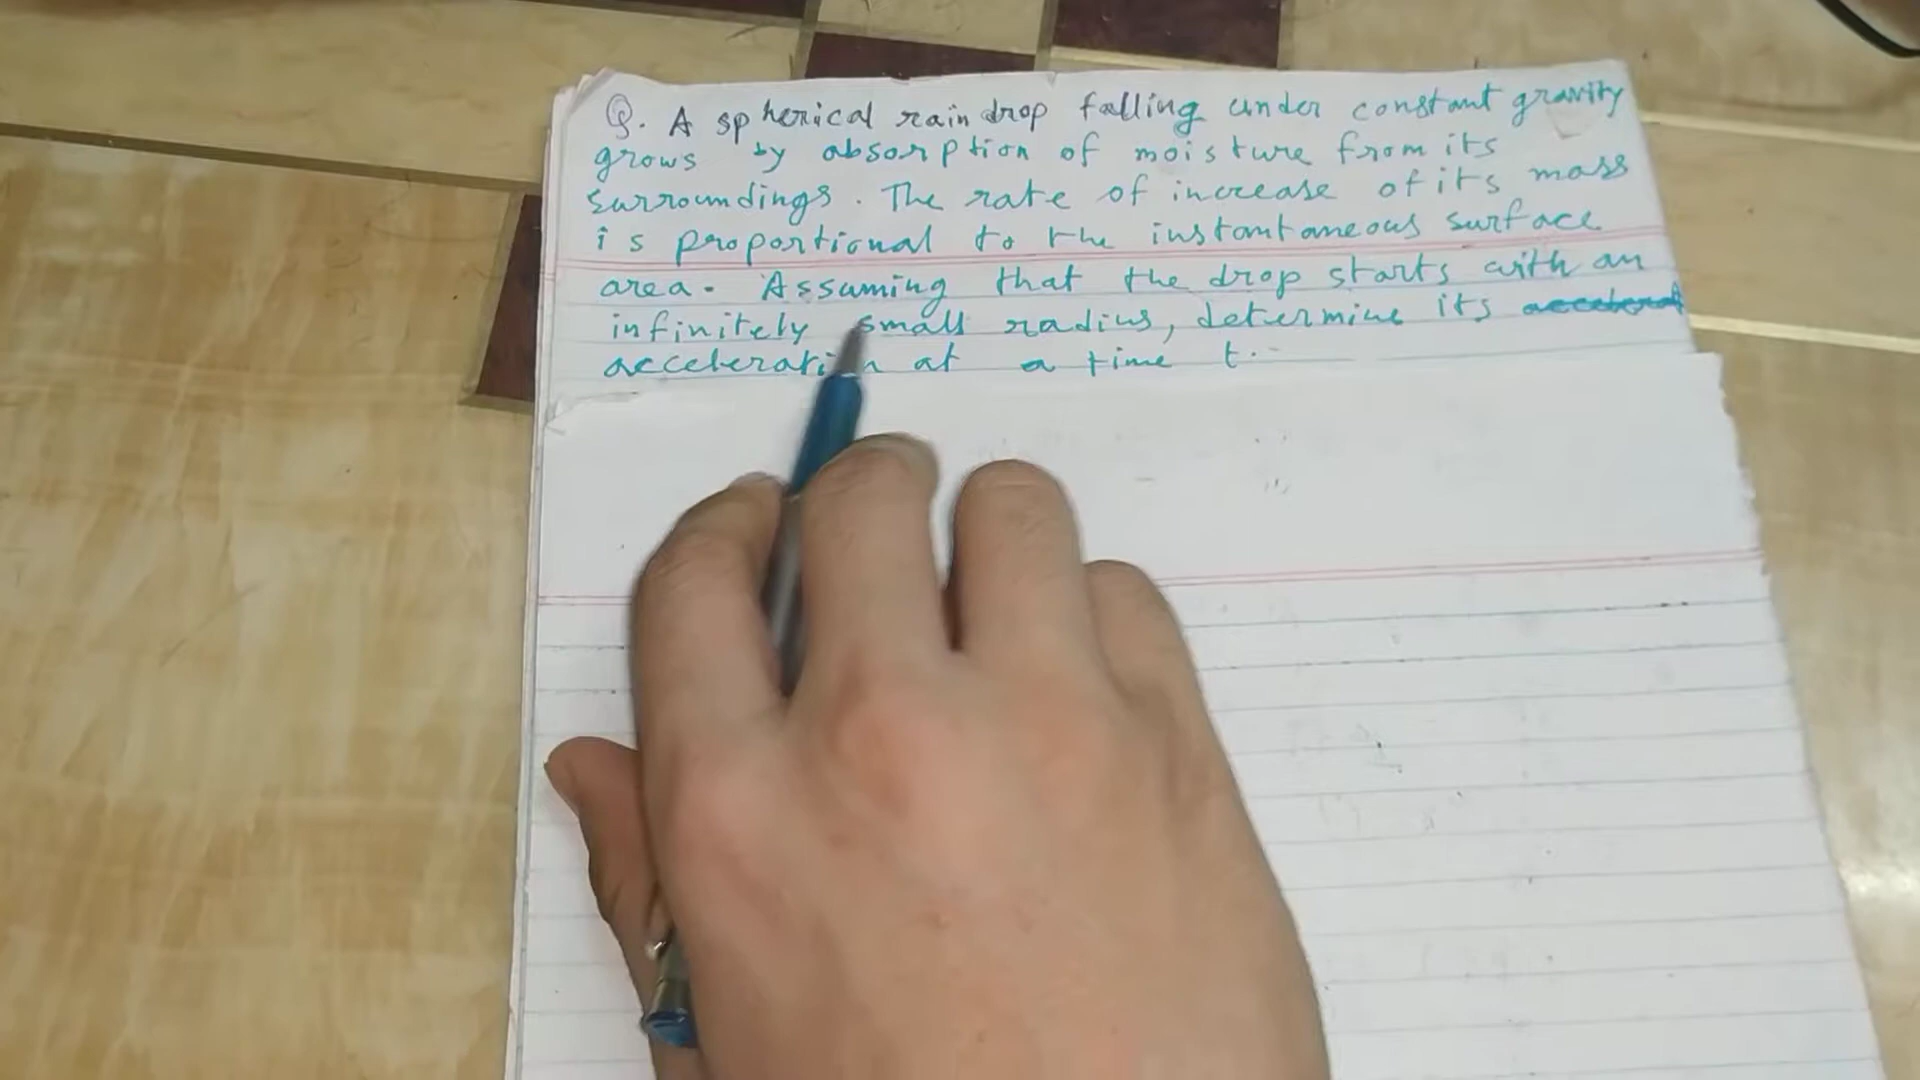 Q. A spherical rain drop falling under constant gravity
grows by absorption of moisture from its
surroundings. The rate of increase of its mass
is proportional to the instantaneous surface
area. Assuming that the drop starts with an
infinitely small radius, determine its
acceleration at a time t.